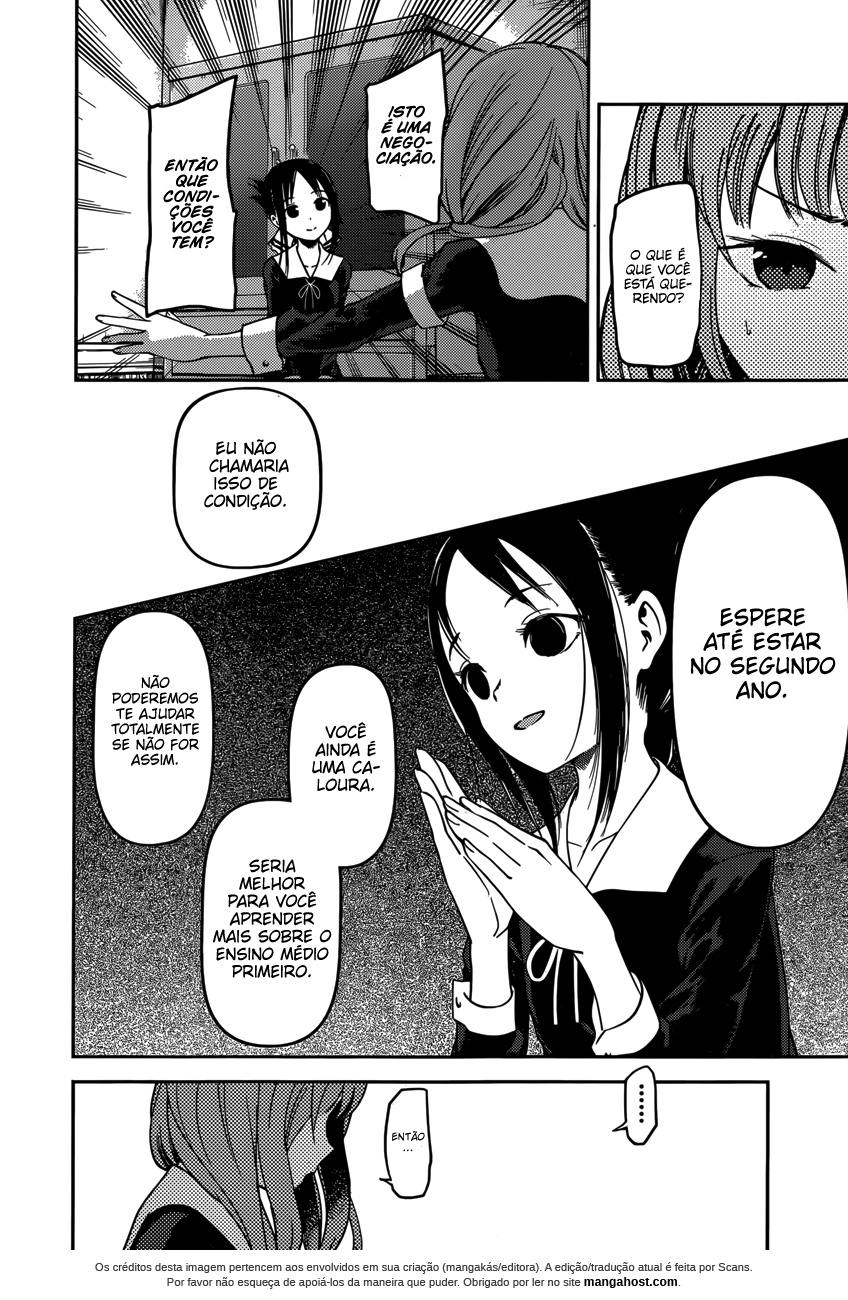 O QUE É
QUE VOCÊ
ESTÁ QUE-
RENDO?
ISTO
É UMA
NEGO-
CIAÇÃO.
ENTÃO
QUE
CONDI-
ÇÕES
VOCÊ
TEM?
EU NÃO
CHAMARIA
ISSO DE
CONDIÇÃO.
ESPERE
ATÉ ESTAR
NO SEGUNDO
ANO.
VOCÊ
AINDA É
UMA CA-
LOURA.
SERIA
MELHOR
PARA VOCÊ
APRENDER
MAIS SOBRE O
ENSINO MÉDIO
PRIMEIRO.
NÃO
PODEREMOS
TE AJUDAR
TOTALMENTE
SE NÃO FOR
ASSIM.
......
ENTÃO
...
Os créditos desta imagem pertencem aos envolvidos em sua criação (mangakás/editora). A edição/tradução atual é feita por Scans.
Por favor não esqueça de apoiá-los da maneira que puder. Obrigado por ler no site mangahost.com.